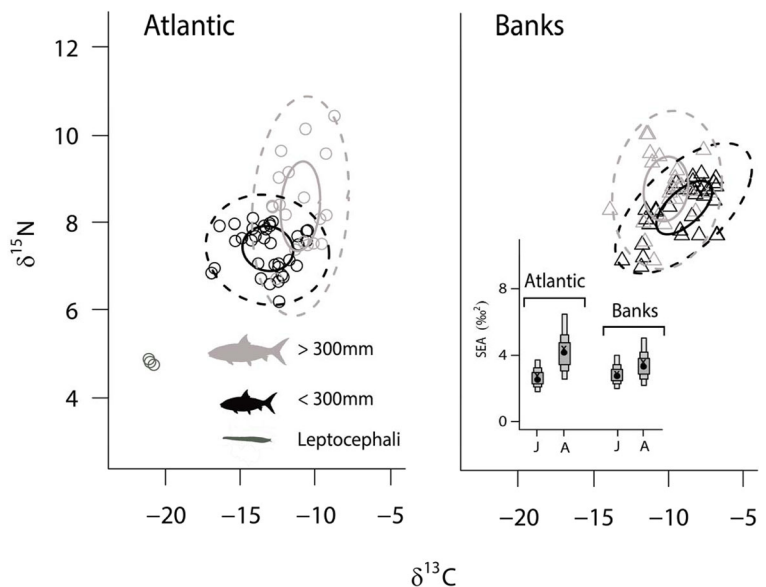 Atlantic
Banks
12
10
8
6
4
δ¹⁵N
> 300mm
< 300mm
Leptocephali
−20 −15 −10 −5
−20 −15 −10 −5
δ¹³C
Atlantic
Banks
8
4
0
SEA (‰²)
J A J A